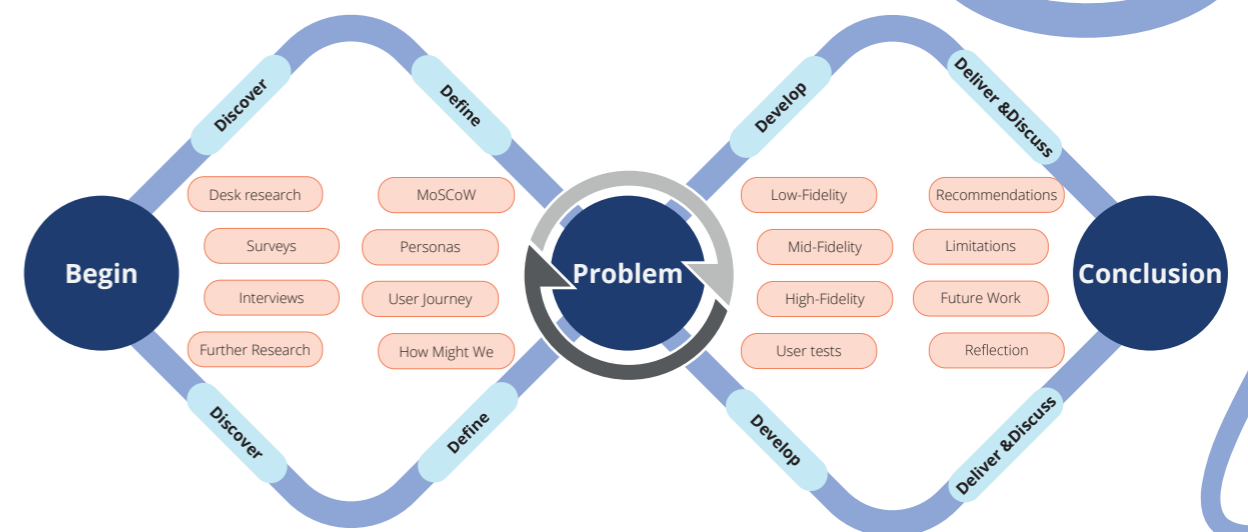 Discover
Define
Develop
Deliver &Discuss
Desk research
MoSCoW
Low-Fidelity
Recommendations
Surveys
Personas
Mid-Fidelity
Limitations
Begin
Problem
Conclusion
Interviews
User Journey
High-Fidelity
Future Work
Further Research
How Might We
User tests
Reflection
Discover
Define
Develop
Deliver &Discuss